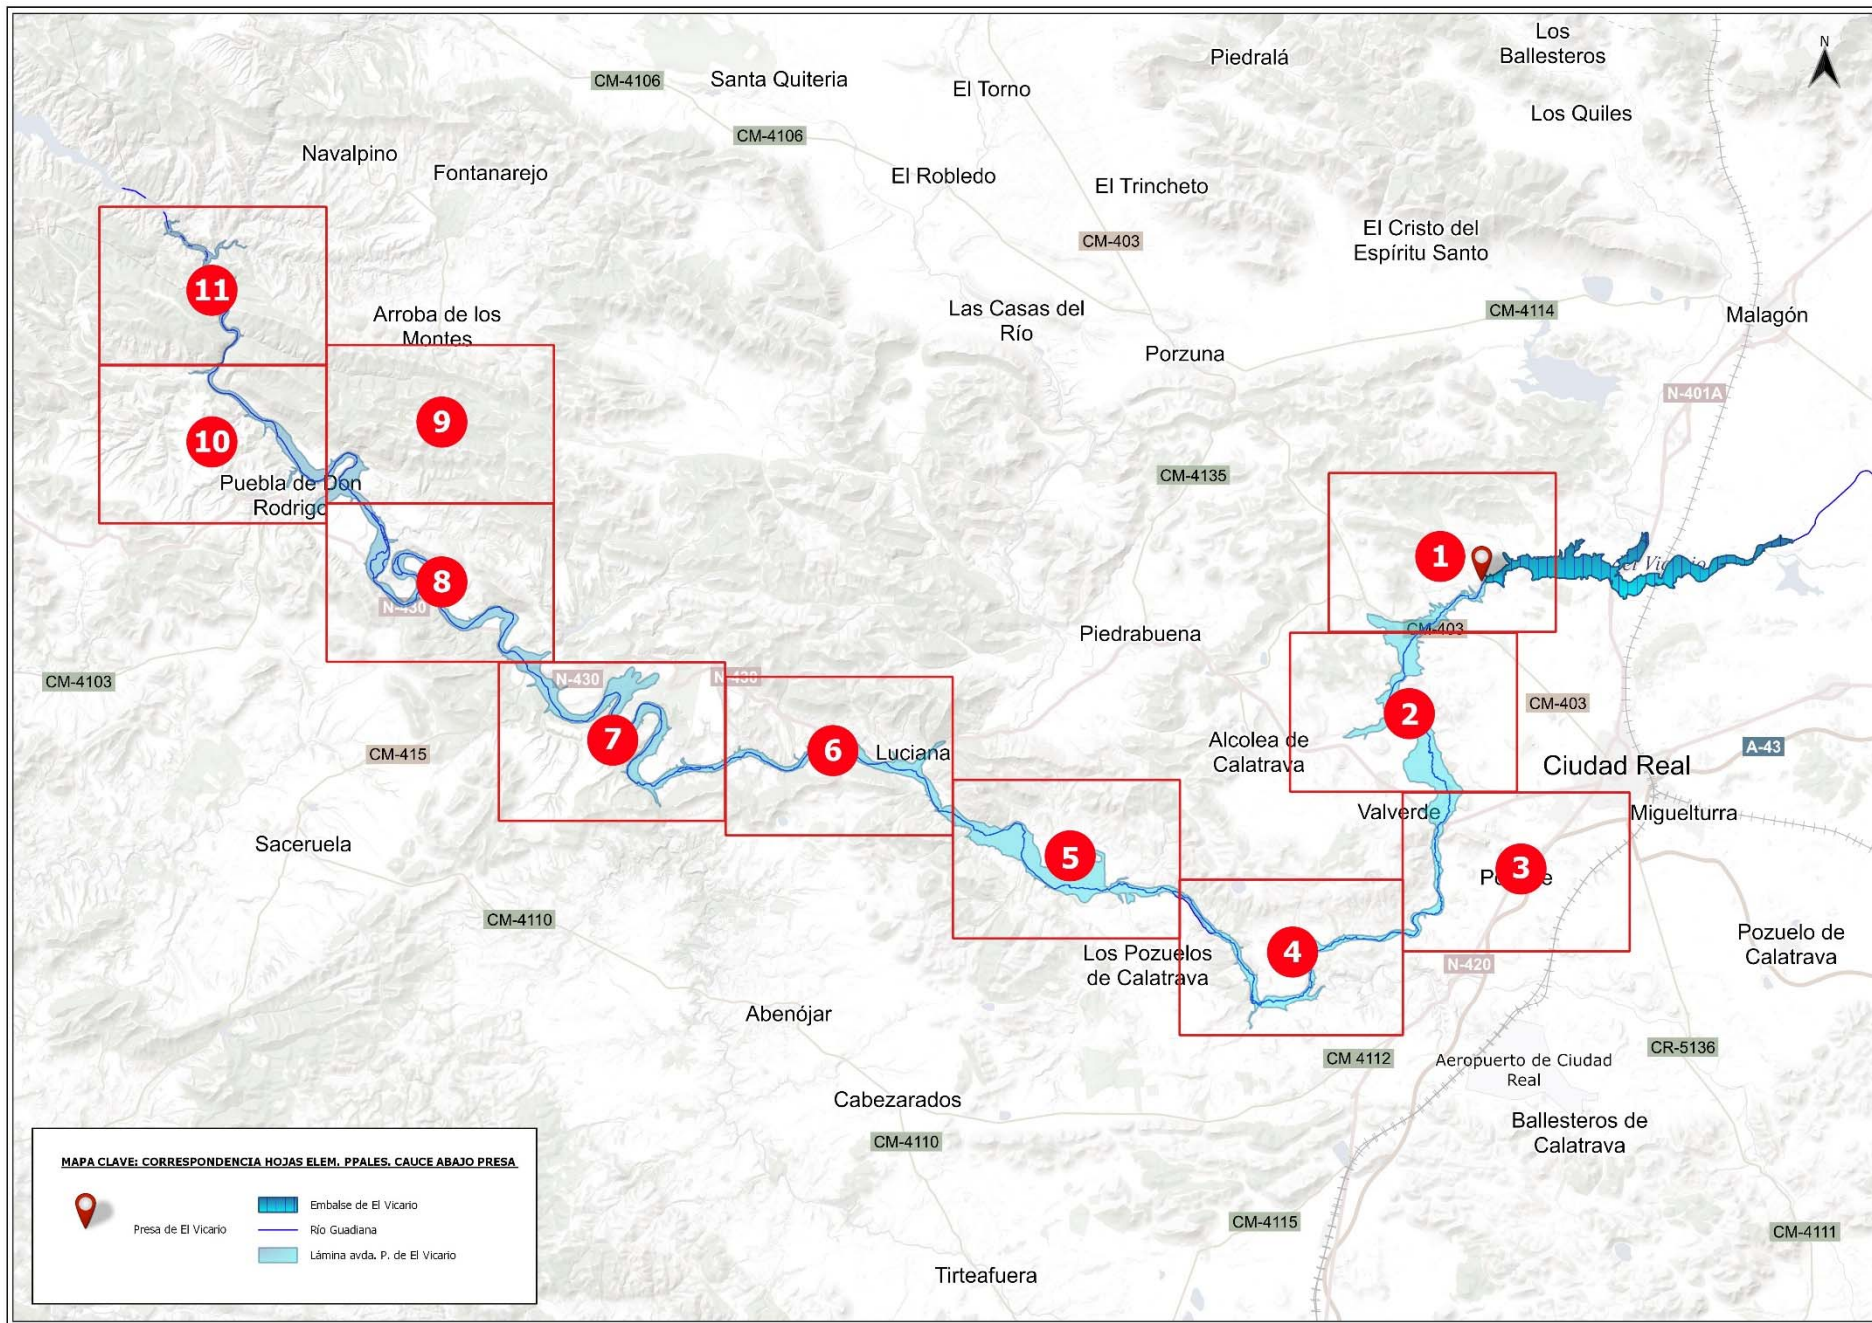 Los
Ballesteros
N
Piedralá
Santa Quiteria
CM-4106
El Torno
Los Quiles
CM-4106
Navalpino
Fontanarejo
El Robledo
El Trincheto
El Cristo del
Espíritu Santo
CM-403
Las Casas del
Río
CM-4114
Malagón
11
Arroba de los
Montes
Porzuna
N-401A
9
10
CM-4135
Puebla de Don
Rodrigo
1
8
N-430
CM-403
Piedrabuena
CM-4103
N-430
CM-403
2
7
6
Luciana
CM-415
Alcolea de
Calatrava
A-43
Ciudad Real
Valverde
Miguelturra
Saceruela
5
3
CM-4110
Pozuelo de
Calatrava
4
Los Pozuelos
de Calatrava
N-420
Abenójar
CM 4112
Aeropuerto de Ciudad
Real
CR-5136
Cabezarados
CM-4110
Ballesteros de
Calatrava
CM-4115
CM-4111
Tirteafuera
MAPA CLAVE: CORRESPONDENCIA HOJAS ELEM. PPALES. CAUCE ABAJO PRESA
Presa de El Vicario
Embalse de El Vicario
Río Guadiana
Lámina avda. P. de El Vicario